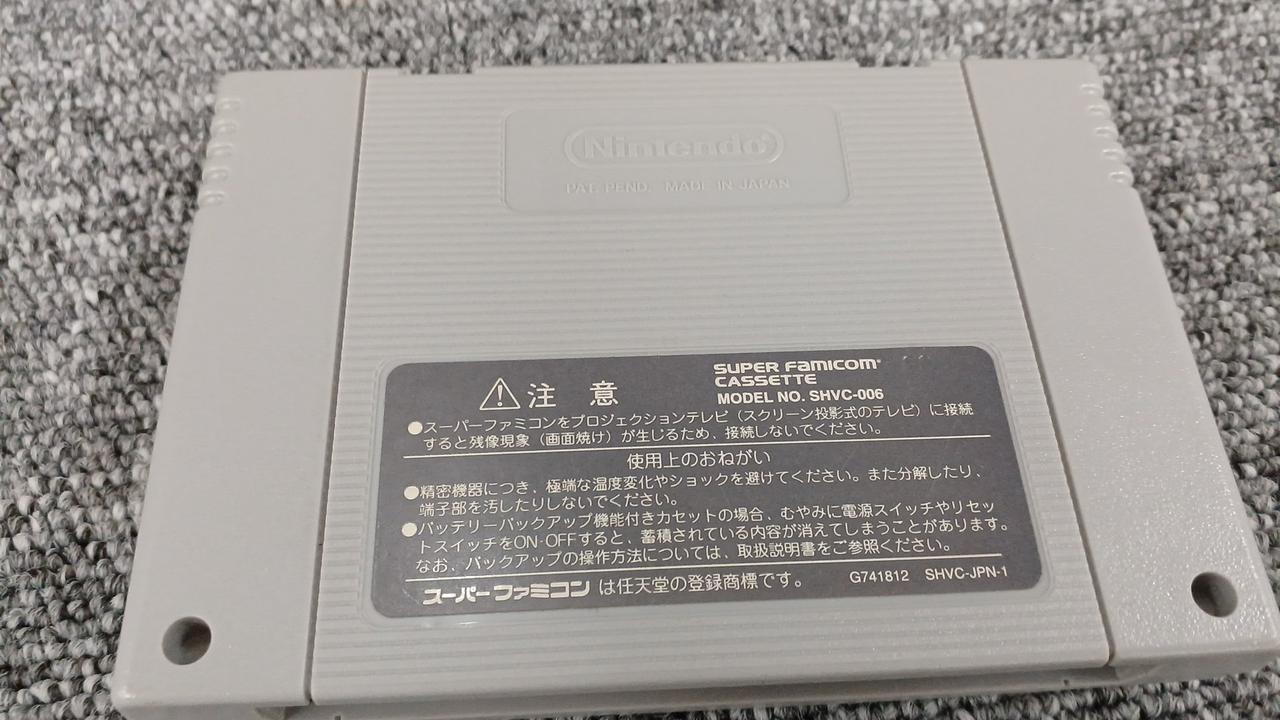 Nintendo®
PAT. PEND. MADE IN JAPAN
⚠注意
SUPER FAMICOM®
CASSETTE
MODEL NO. SHVC-006
●スーパーファミコンをプロジェクションテレビ（スクリーン投影式のテレビ）に接続
すると残像現象（画面焼け）が生じるため、接続しないでください。
使用上のおねがい
●精密機器につき、極端な温度変化やショックを避けてください。また分解したり、
端子部を汚したりしないでください。
●バッテリーバックアップ機能付きカセットの場合、むやみに電源スイッチやリセッ
トスイッチをON-OFFすると、蓄積されている内容が消えてしまうことがあります。
なお、バックアップの操作方法については、取扱説明書をご参照ください。
スーパーファミコンは任天堂の登録商標です。 G741812 SHVC-JPN-1